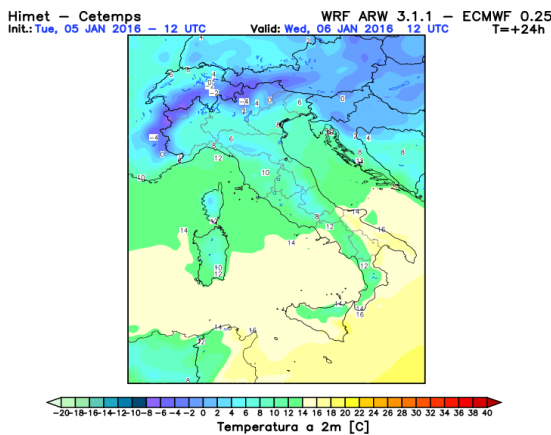 Himet – Cetemps WRF ARW 3.1.1 – ECMWF 0.25
Init.: Tue, 05 JAN 2016 – 12 UTC Valid: Wed, 06 JAN 2016 12 UTC T=+24h
−20 −18 −16 −14 −12 −10 −8 −6 −4 −2 0 2 4 6 8 10 12 14 16 18 20 22 24 26 28 30 32 34 36 38 40
Temperatura a 2m [C]